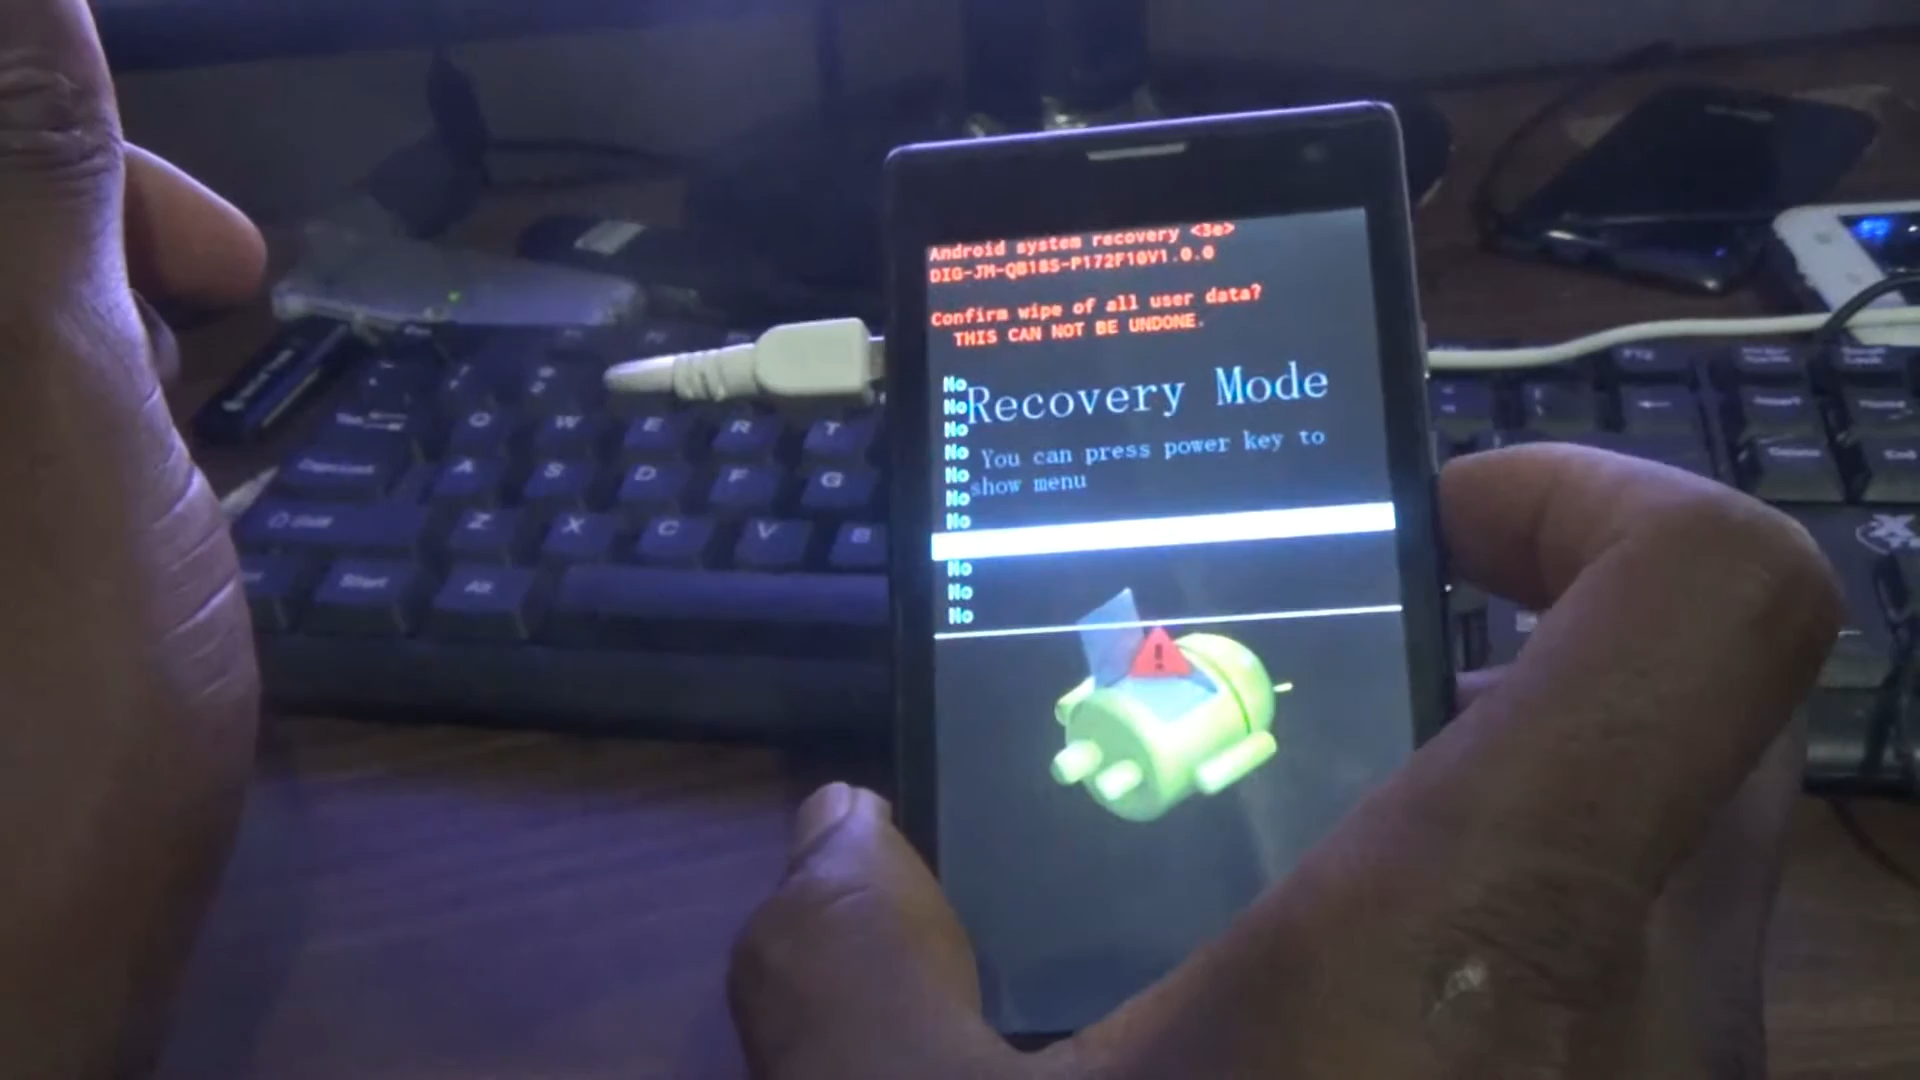 Android system recovery <3e>
DIG-JM-QB18S-P172F10V1.0.0
Confirm wipe of all user data?
THIS CAN NOT BE UNDONE.
No
No
No
No
No
No
No
Recovery Mode
You can press power key to
show menu
No
No
No
Q W E R T
A S D F G
Z X C V B
Start Alt